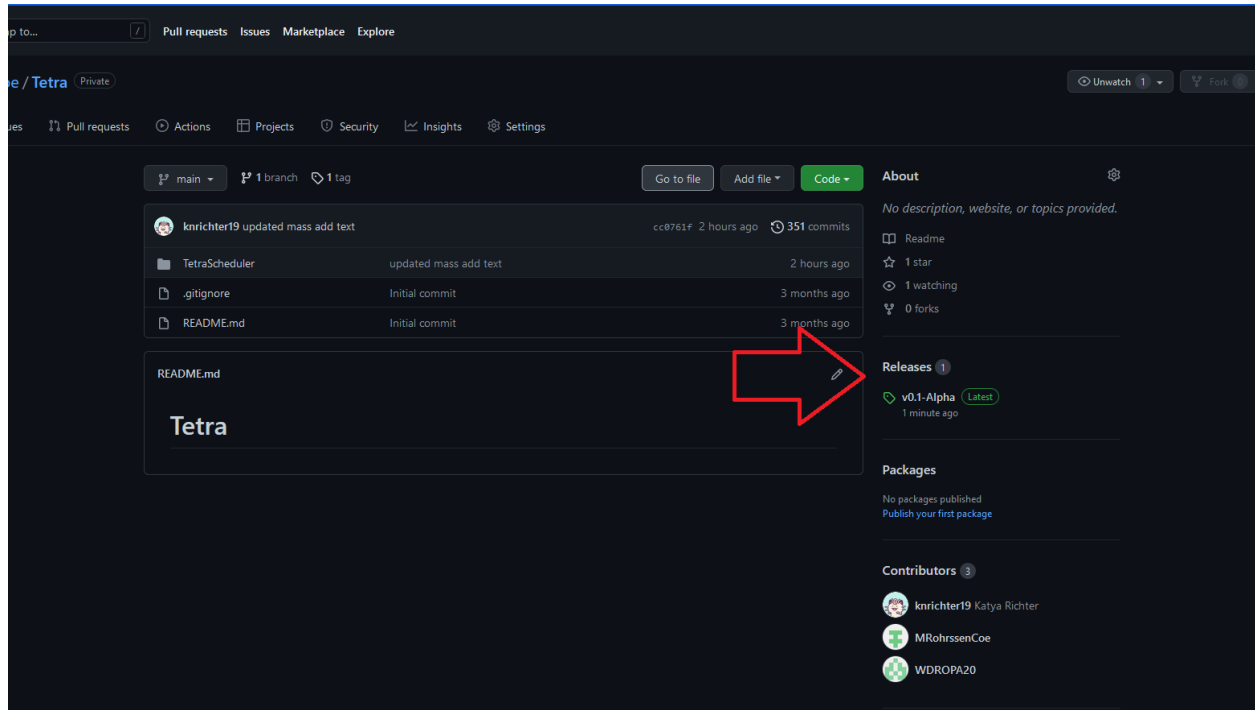 to...
/
Pull requests Issues Marketplace Explore
/ Tetra Private
Unwatch 1
Fork 0
Pull requests Actions Projects Security Insights Settings
main 1 branch 1 tag
Go to file Add file Code
knrichter19 updated mass add text cc0761f 2 hours ago 351 commits
TetraScheduler updated mass add text 2 hours ago
.gitignore Initial commit 3 months ago
README.md Initial commit 3 months ago
README.md
Tetra
About
No description, website, or topics provided.
Readme
1 star
1 watching
0 forks
Releases 1
v0.1-Alpha Latest
1 minute ago
Packages
No packages published
Publish your first package
Contributors 3
knrichter19 Katya Richter
MRohrssenCoe
WDROPA20